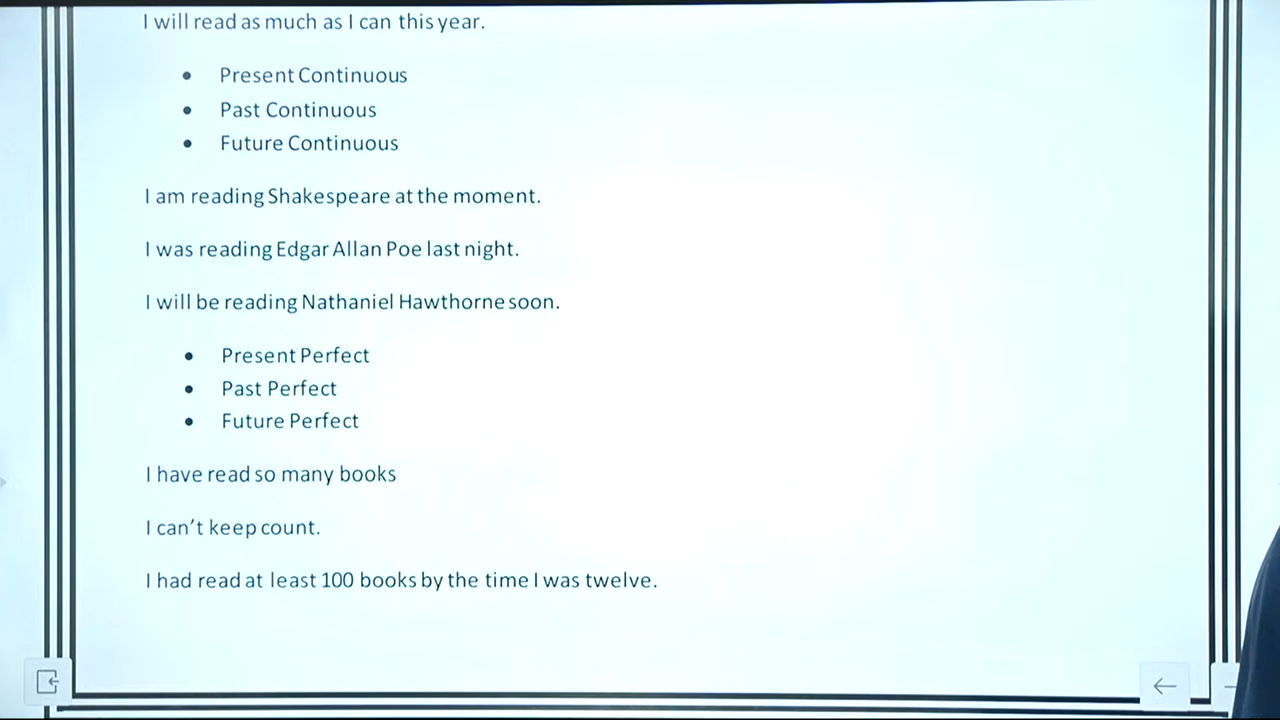 I will read as much as I can this year.
• Present Continuous
• Past Continuous
• Future Continuous
I am reading Shakespeare at the moment.
I was reading Edgar Allan Poe last night.
I will be reading Nathaniel Hawthorne soon.
• Present Perfect
• Past Perfect
• Future Perfect
I have read so many books
I can’t keep count.
I had read at least 100 books by the time I was twelve.